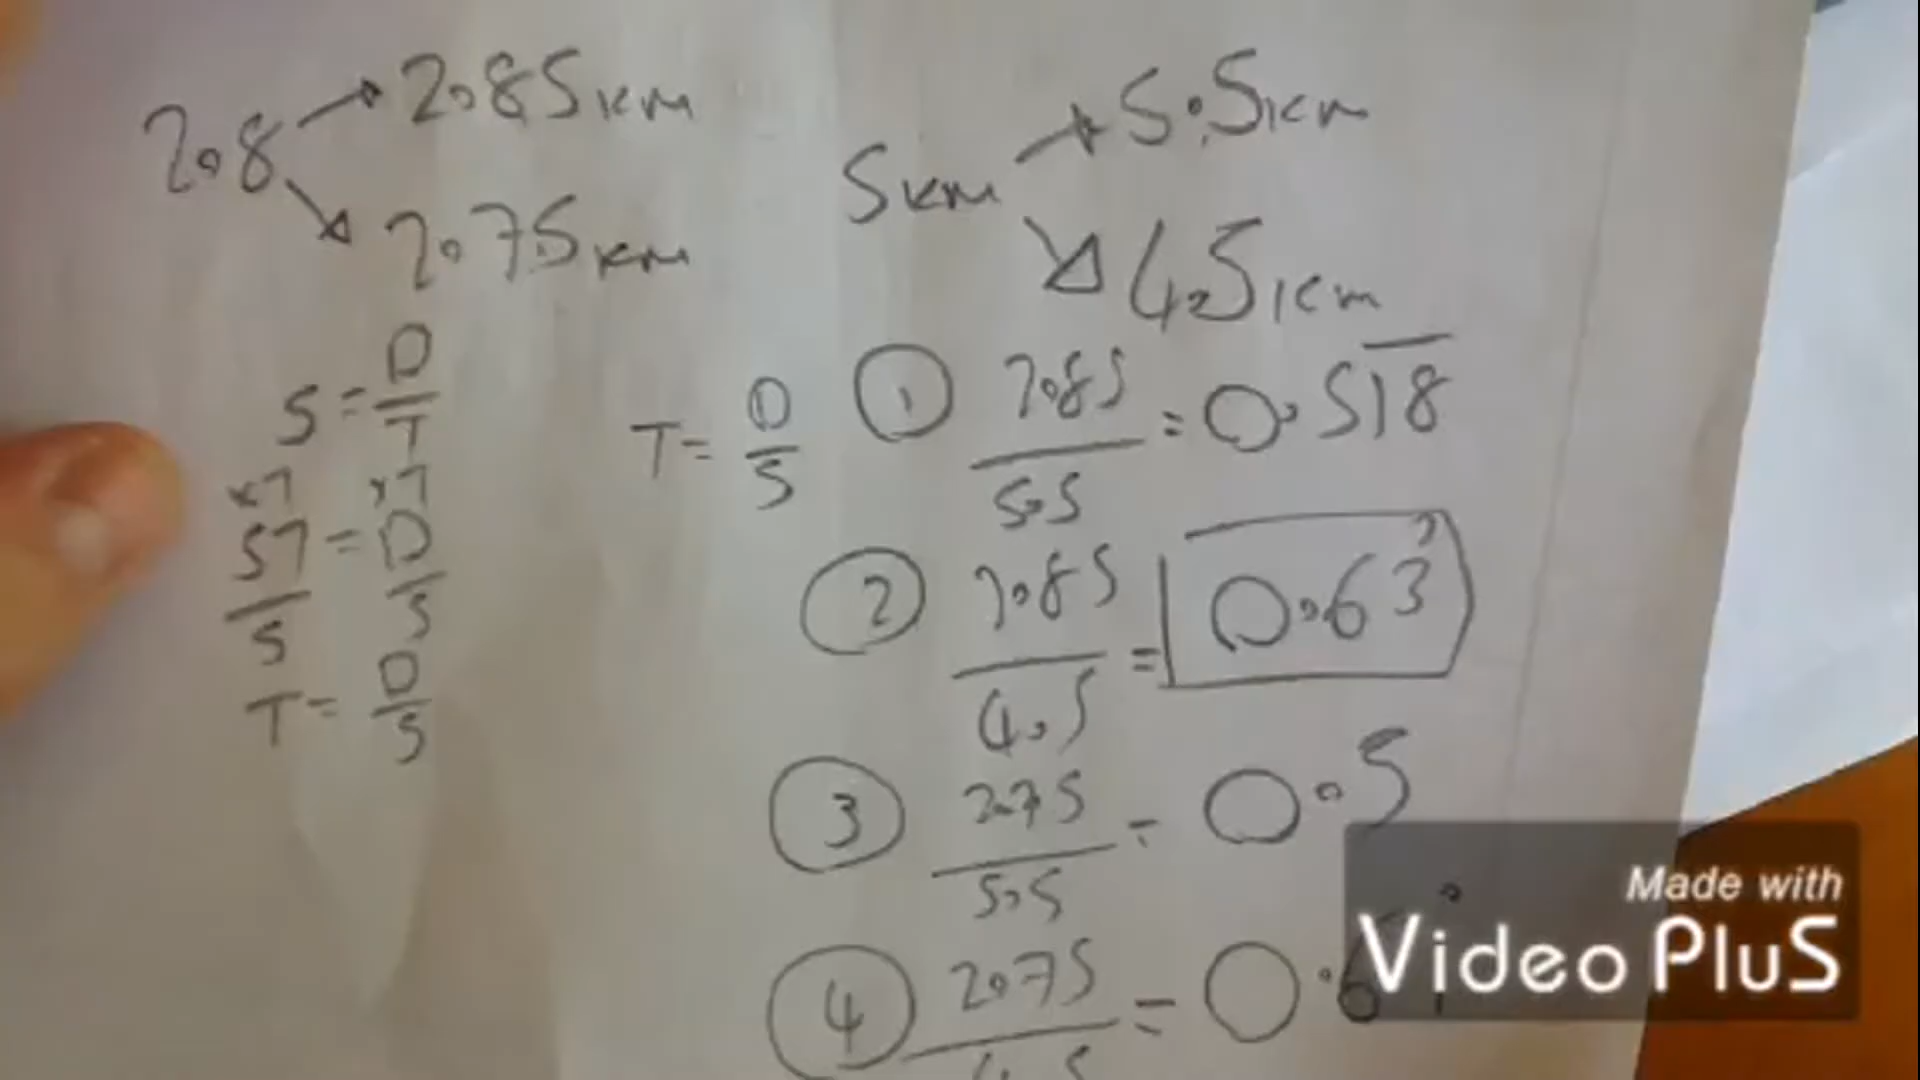 2.8 → 2.85km
↘ 2.75km
5km → 5.5km
↘ 4.5km
S = D/T
×T ×T
ST/S = D/S
T = D/S
T = D/S
① 2.85/5.5 = 0.518
② 2.85/4.5 = 0.63
③ 2.75/5.5 = 0.5
④ 2.75/4.5 = 0.6
Made with
Video PluS